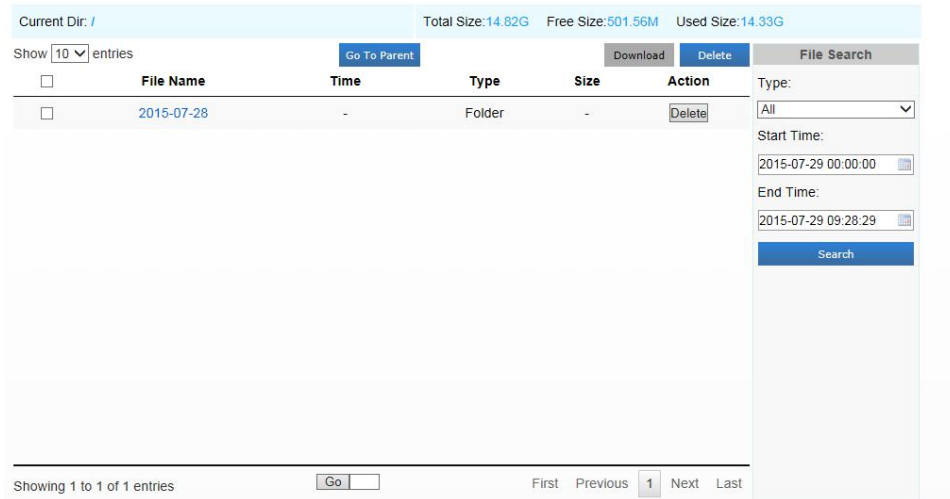 Current Dir: / Total Size:14.82G Free Size:501.56M Used Size:14.33G
Show 10 entries Go To Parent Download Delete
File Name Time Type Size Action
2015-07-28 - Folder - Delete
File Search
Type:
All
Start Time:
2015-07-29 00:00:00
End Time:
2015-07-29 09:28:29
Search
Showing 1 to 1 of 1 entries Go First Previous 1 Next Last